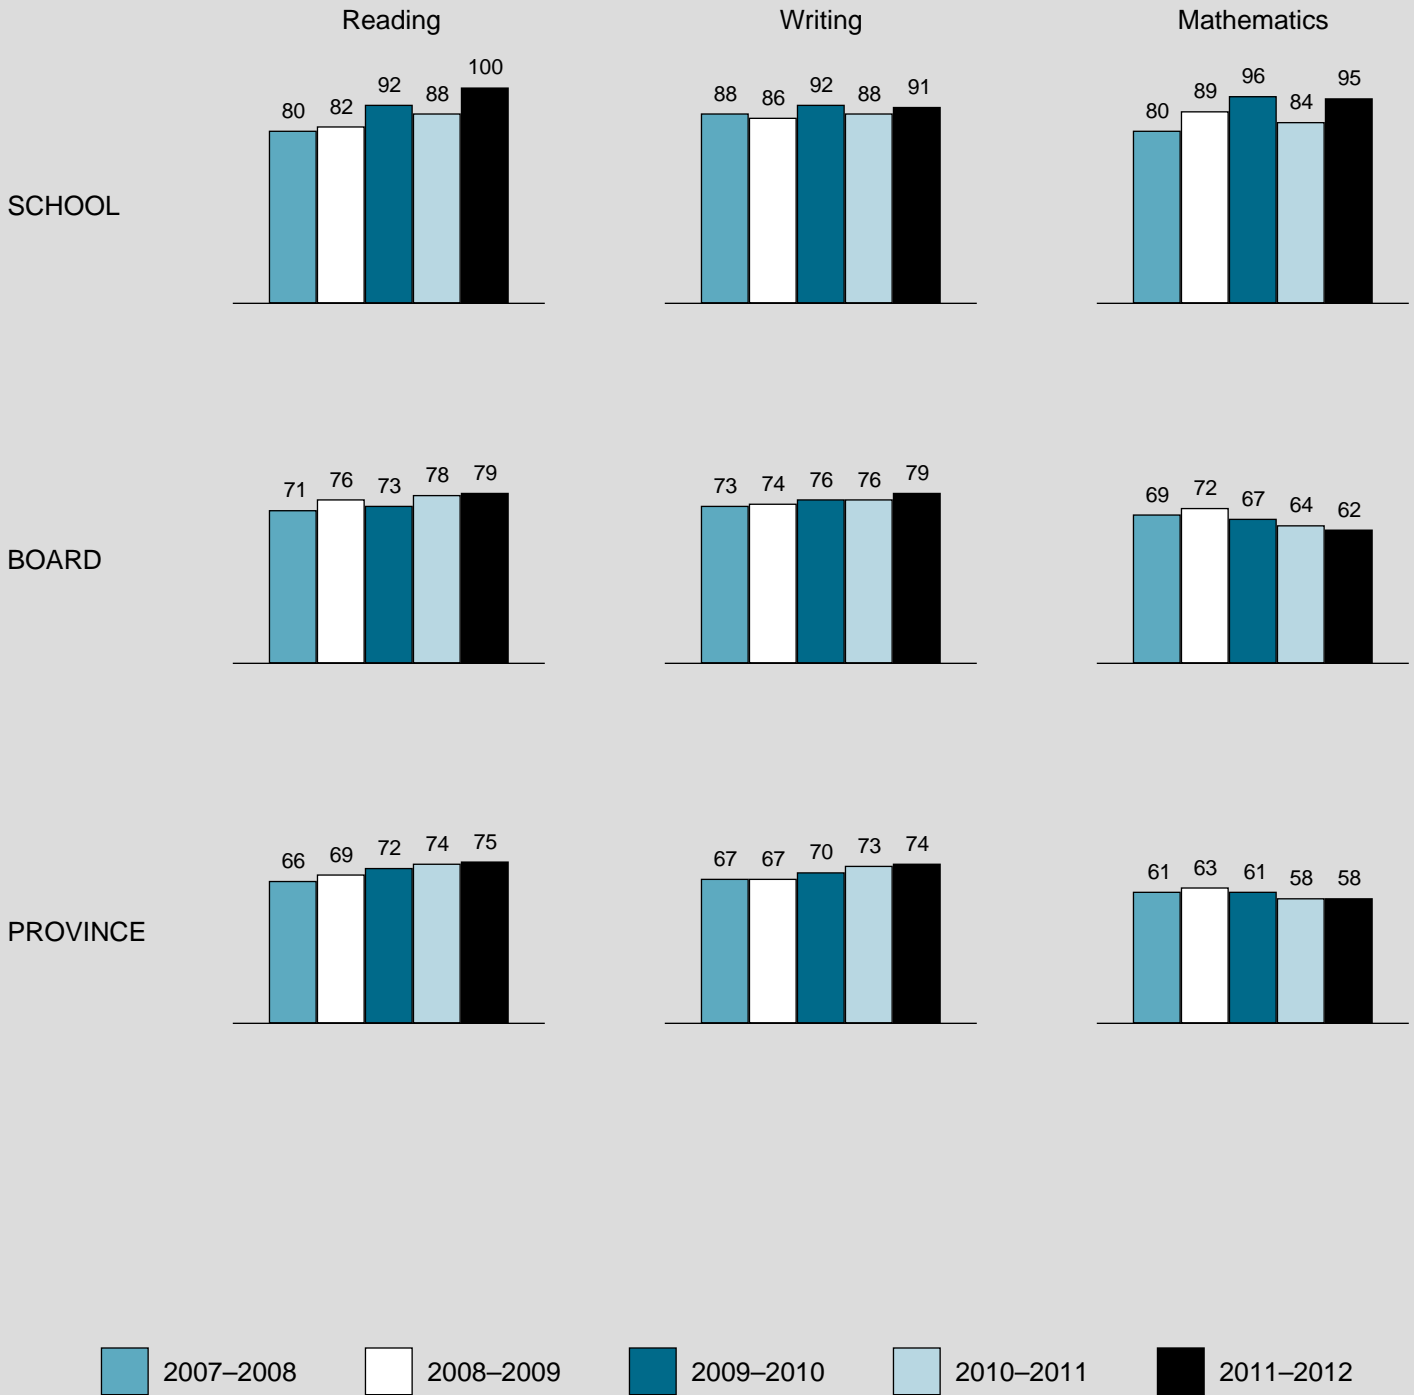 Reading Writing Mathematics
80 82 92 88 100 88 86 92 88 91 80 89 96 84 95
SCHOOL
71 76 73 78 79 73 74 76 76 79 69 72 67 64 62
BOARD
66 69 72 74 75 67 67 70 73 74 61 63 61 58 58
PROVINCE
2007–2008 2008–2009 2009–2010 2010–2011 2011–2012